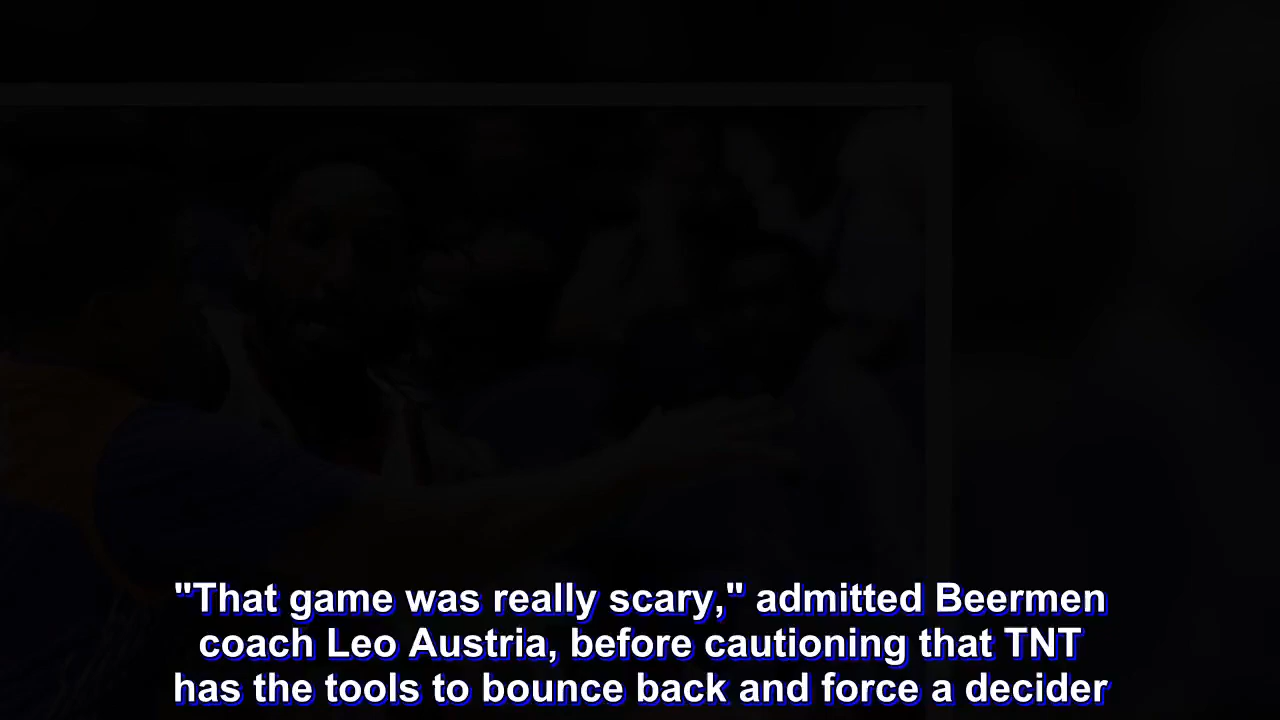 "That game was really scary," admitted Beermen
coach Leo Austria, before cautioning that TNT
has the tools to bounce back and force a decider